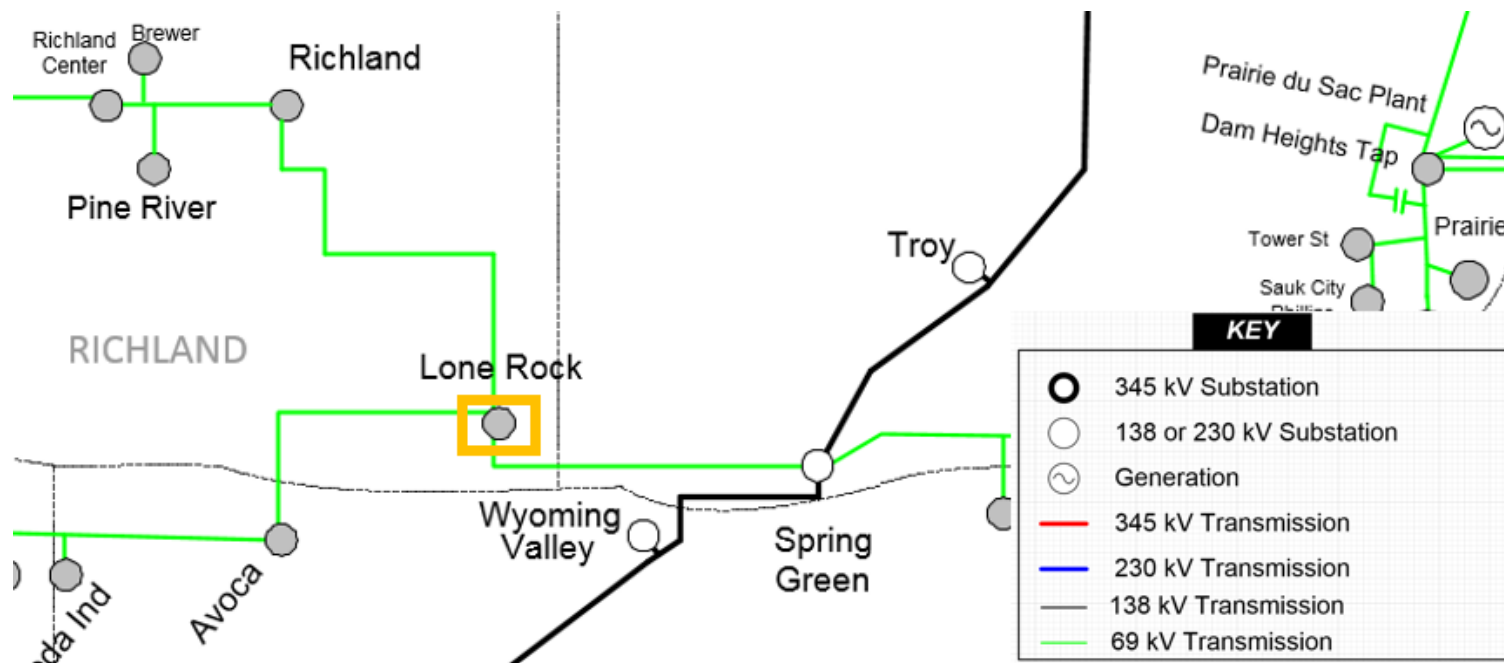 Brewer
Richland
Center
Richland
Pine River
RICHLAND
Lone Rock
Troy
Wyoming
Valley
Spring
Green
Avoca
Ind
Prairie du Sac Plant
Dam Heights Tap
Tower St
Prairie
Sauk City
KEY
345 kV Substation
138 or 230 kV Substation
Generation
345 kV Transmission
230 kV Transmission
138 kV Transmission
69 kV Transmission